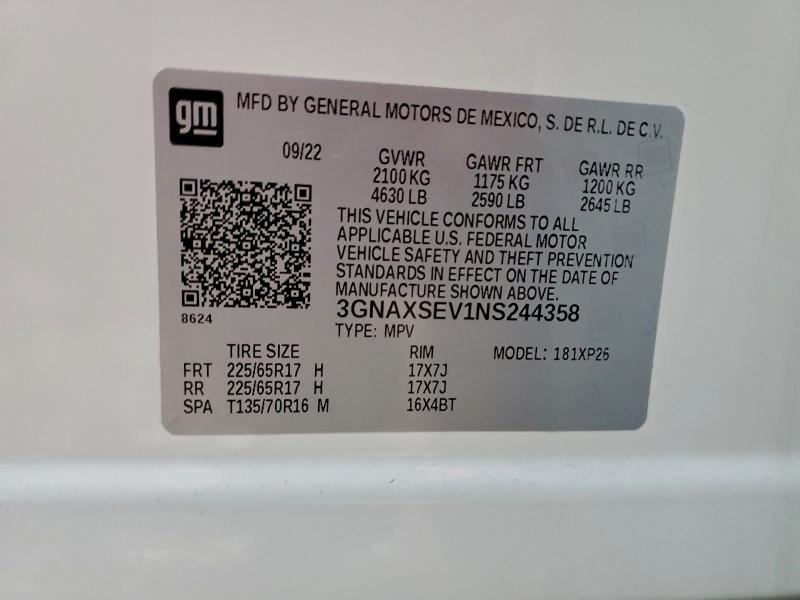 gm MFD BY GENERAL MOTORS DE MEXICO, S. DE R.L. DE C.V.
09/22 GVWR GAWR FRT GAWR RR
2100 KG 1175 KG 1200 KG
4630 LB 2590 LB 2645 LB
THIS VEHICLE CONFORMS TO ALL
APPLICABLE U.S. FEDERAL MOTOR
VEHICLE SAFETY AND THEFT PREVENTION
STANDARDS IN EFFECT ON THE DATE OF
MANUFACTURE SHOWN ABOVE.
8624 3GNAXSEV1NS244358
TYPE: MPV
TIRE SIZE RIM MODEL: 1S1XP26
FRT 225/65R17 H 17X7J
RR 225/65R17 H 17X7J
SPA T135/70R16 M 16X4BT